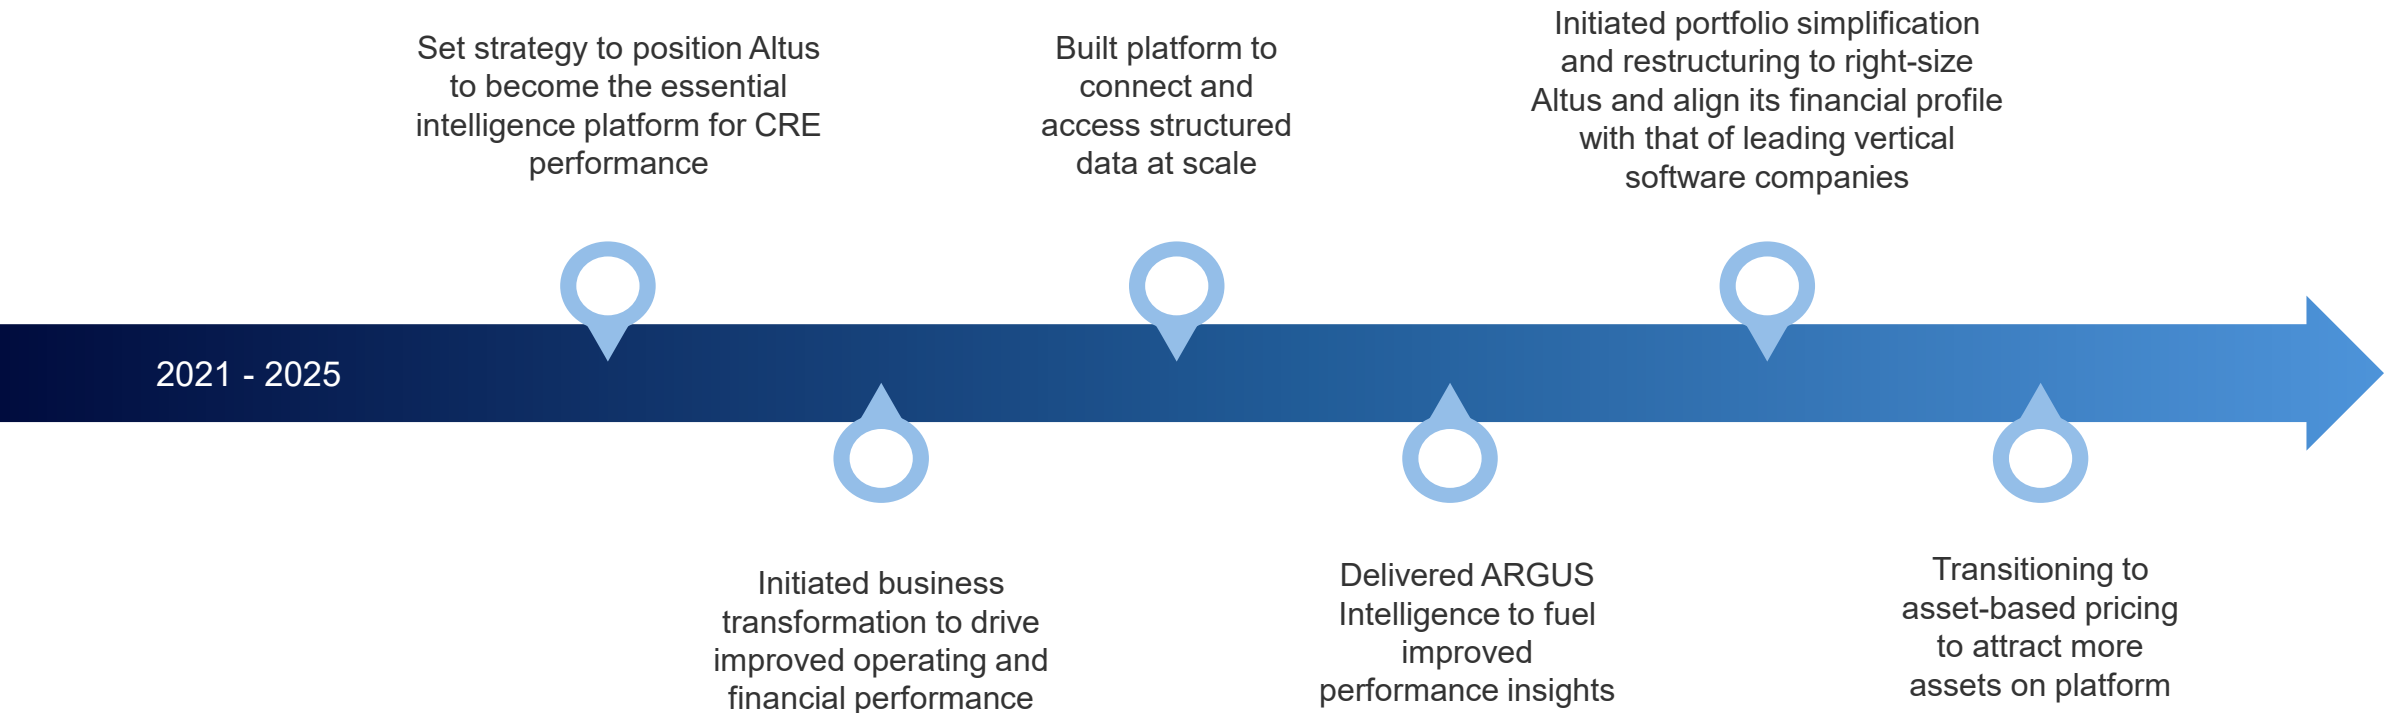 Set strategy to position Altus
to become the essential
intelligence platform for CRE
performance
Built platform to
connect and
access structured
data at scale
Initiated portfolio simplification
and restructuring to right-size
Altus and align its financial profile
with that of leading vertical
software companies
2021 - 2025
Initiated business
transformation to drive
improved operating and
financial performance
Delivered ARGUS
Intelligence to fuel
improved
performance insights
Transitioning to
asset-based pricing
to attract more
assets on platform